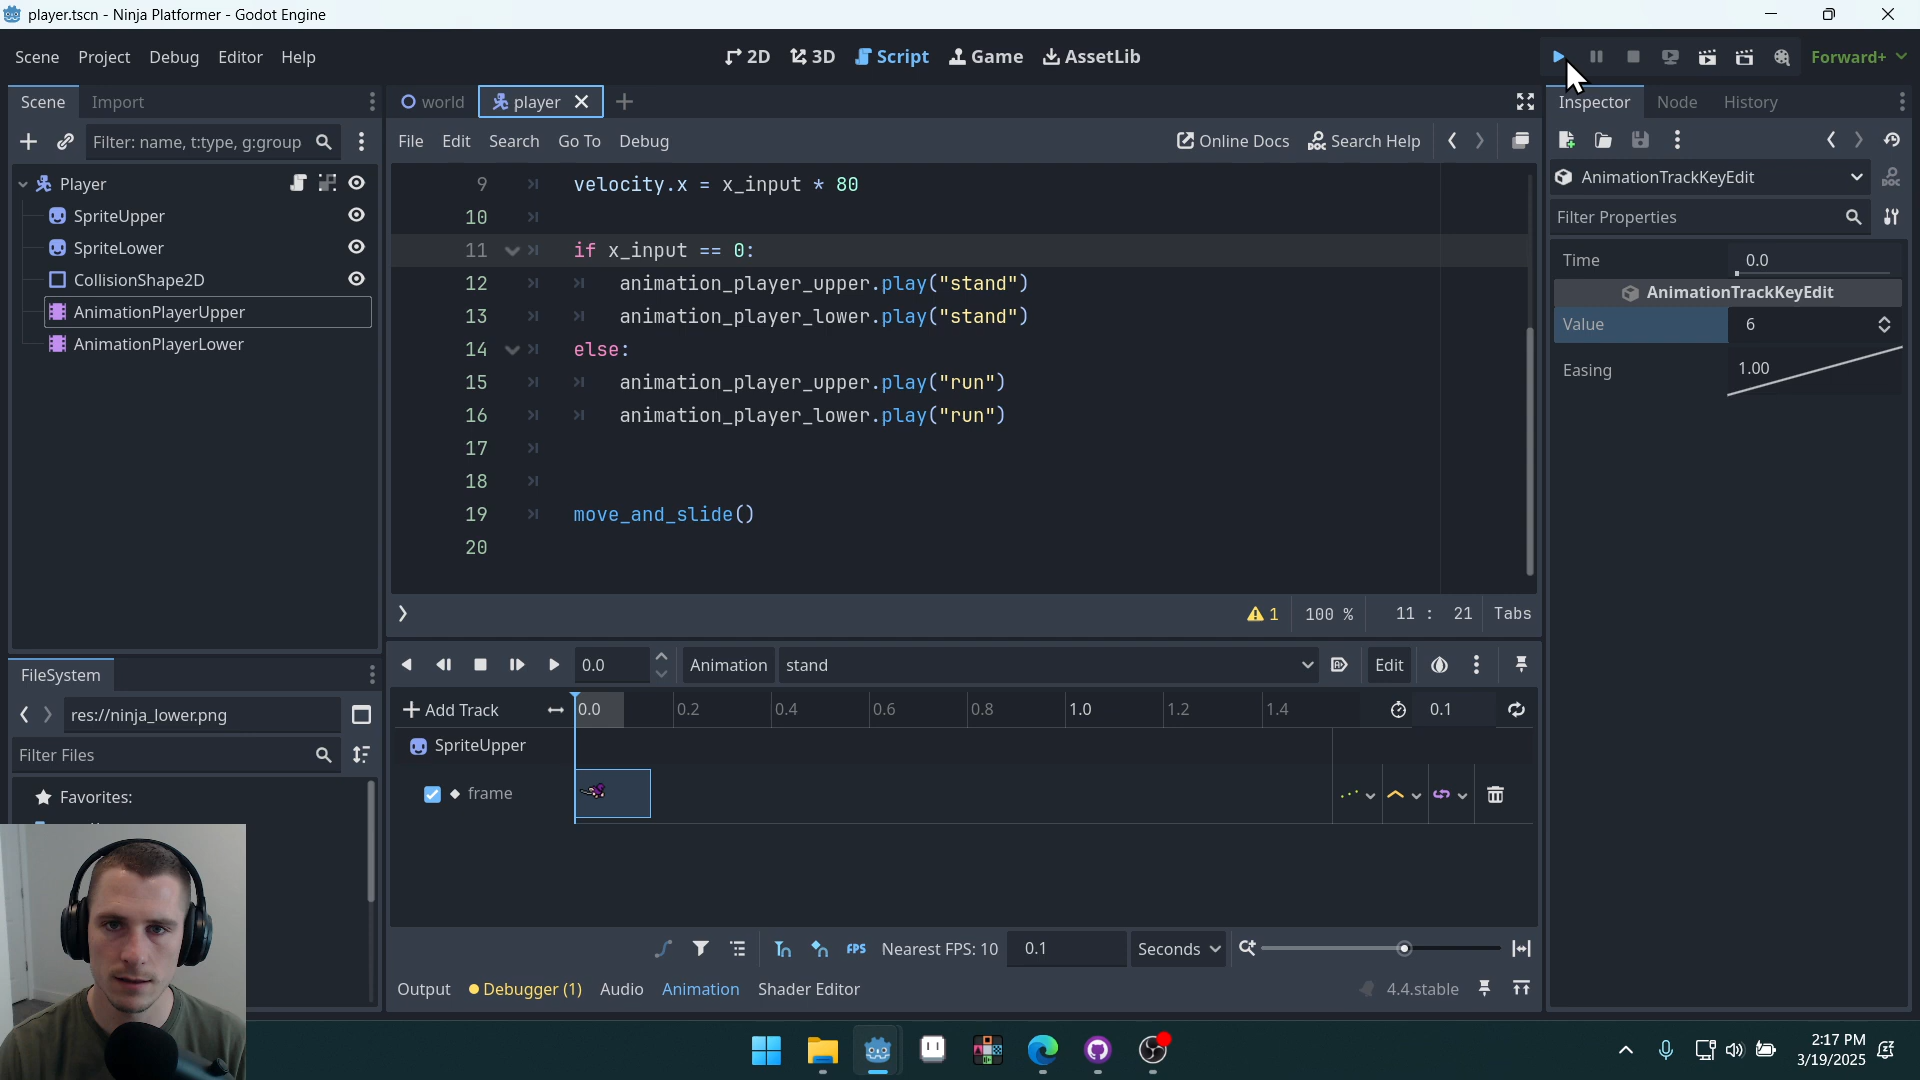 player.tscn - Ninja Platformer - Godot Engine
Scene Project Debug Editor Help
2D 3D Script Game AssetLib
Forward+
Scene Import
world player
Inspector Node History
Filter: name, t:type, g:group
File Edit Search Go To Debug
Online Docs Search Help
Player
SpriteUpper
SpriteLower
CollisionShape2D
AnimationPlayerUpper
AnimationPlayerLower
9 velocity.x = x_input * 80
10
11 if x_input == 0:
12 animation_player_upper.play("stand")
13 animation_player_lower.play("stand")
14 else:
15 animation_player_upper.play("run")
16 animation_player_lower.play("run")
17
18
19 move_and_slide()
20
1 100 % 11 : 21 Tabs
AnimationTrackKeyEdit
Filter Properties
Time 0.0
AnimationTrackKeyEdit
Value 6
Easing 1.00
FileSystem
res://ninja_lower.png
Filter Files
Favorites:
0.0 Animation stand Edit
Add Track 0.0 0.2 0.4 0.6 0.8 1.0 1.2 1.4 0.1
SpriteUpper
frame
FPS Nearest FPS: 10 0.1 Seconds
Output Debugger (1) Audio Animation Shader Editor
4.4.stable
2:17 PM
3/19/2025